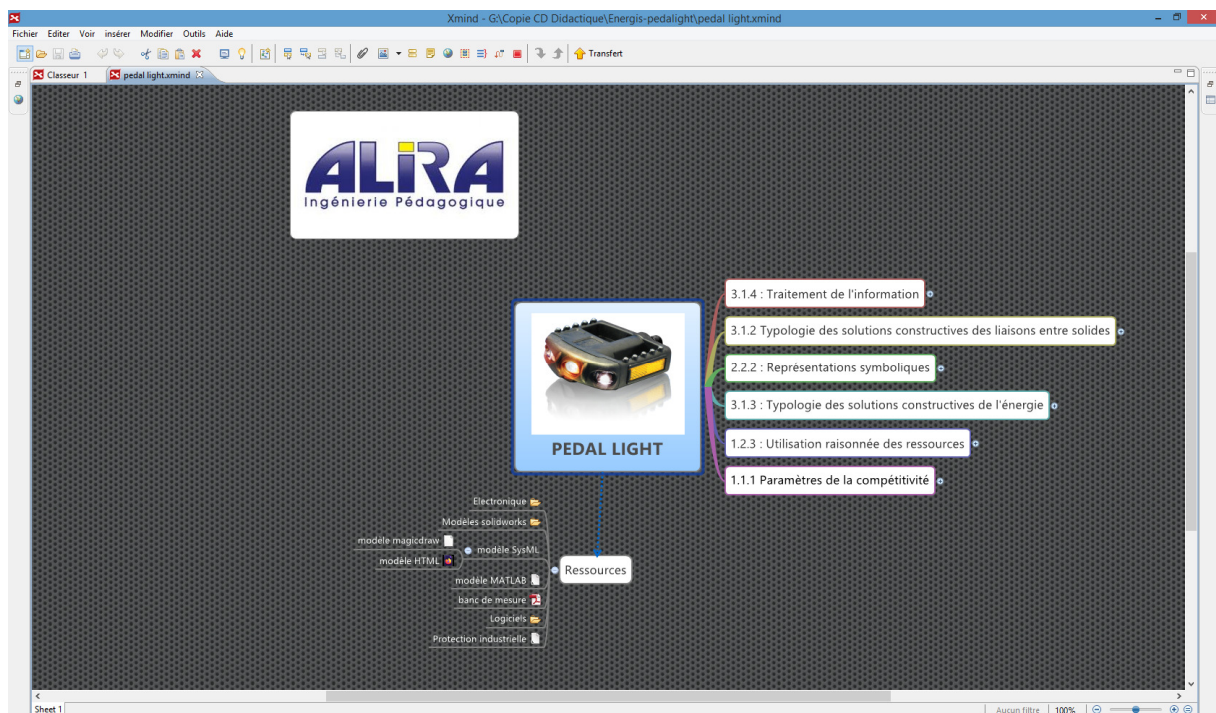 Xmind - G:\Copie CD Didactique\Energis-pedalight\pedal light.xmind
Fichier Editer Voir insérer Modifier Outils Aide
Transfert
Classeur 1 pedal light.xmind
ALiRA
Ingénierie Pédagogique
3.1.4 : Traitement de l'information
3.1.2 Typologie des solutions constructives des liaisons entre solides
2.2.2 : Représentations symboliques
3.1.3 : Typologie des solutions constructives de l'énergie
1.2.3 : Utilisation raisonnée des ressources
1.1.1 Paramètres de la compétitivité
PEDAL LIGHT
Electronique
Modèles solidworks
modèle magicdraw
modèle SysML
modèle HTML
Ressources
modèle MATLAB
banc de mesure
Logiciels
Protection industrielle
Sheet 1
Aucun filtre 100%